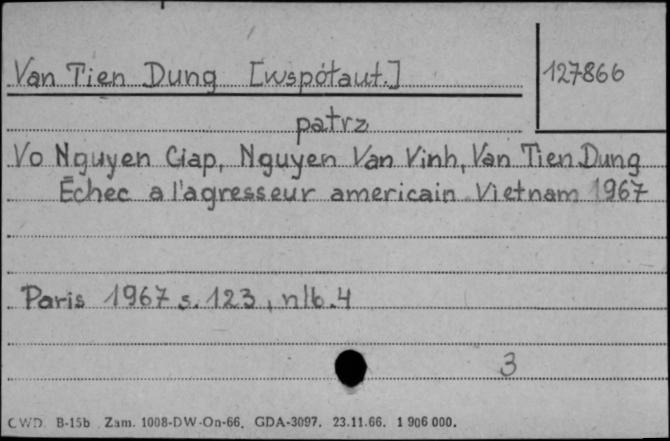 Van Tien Dung [współaut.]
127866
patrz
Vo Nguyen Giap, Nguyen Van Vinh, Van Tien Dung
Échec a l'agresseur americain Vietnam 1967
Paris 1967 s. 123, nlb. 4
3
CWD. B-15b Zam. 1008-DW-On-66. GDA-3097. 23.11.66. 1 906 000.